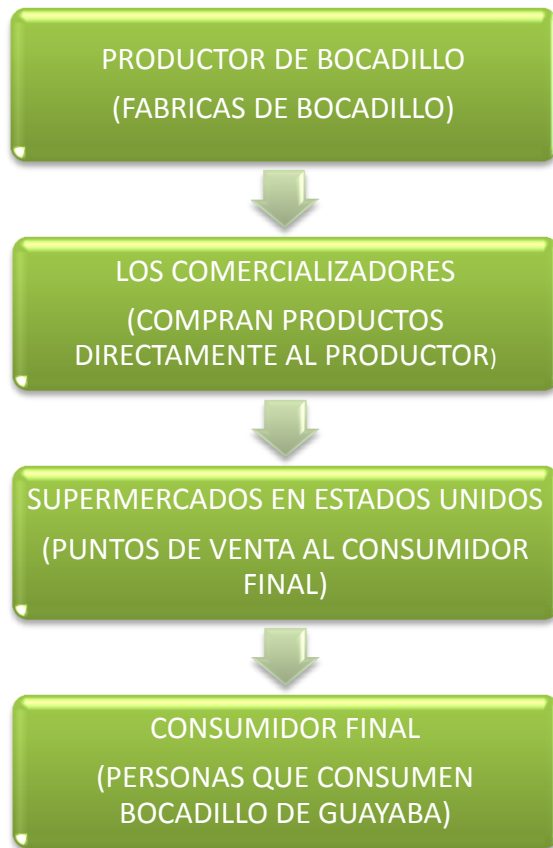 PRODUCTOR DE BOCADILLO
(FABRICAS DE BOCADILLO)
LOS COMERCIALIZADORES
(COMPRAN PRODUCTOS
DIRECTAMENTE AL PRODUCTOR)
SUPERMERCADOS EN ESTADOS UNIDOS
(PUNTOS DE VENTA AL CONSUMIDOR
FINAL)
CONSUMIDOR FINAL
(PERSONAS QUE CONSUMEN
BOCADILLO DE GUAYABA)